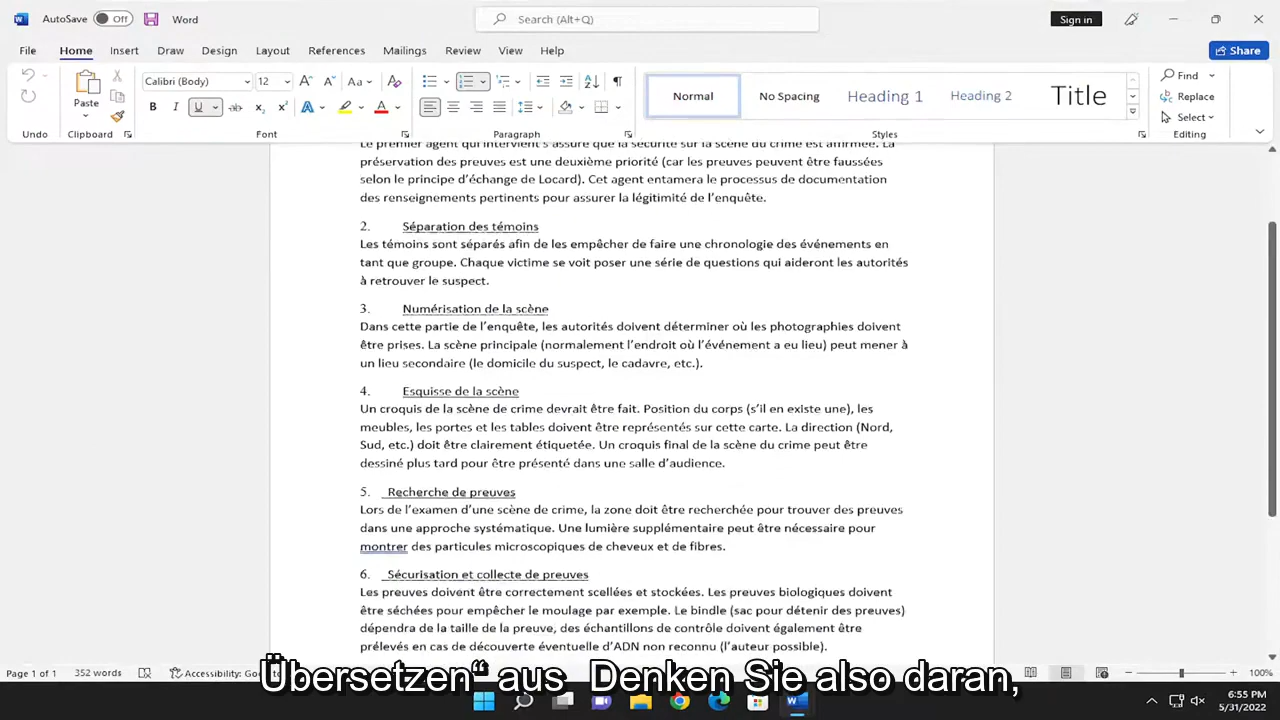 AutoSave Off Word Search (Alt+Q) Sign in
File Home Insert Draw Design Layout References Mailings Review View Help Share
Paste Calibri (Body) 12 Aa Normal No Spacing Heading 1 Heading 2 Title Find
Replace
Select
Undo Clipboard Font Paragraph Styles Editing
Le premier agent qui intervient s'assure que la sécurité sur la scène du crime est affirmée. La
préservation des preuves est une deuxième priorité (car les preuves peuvent être faussées
selon le principe d'échange de Locard). Cet agent entamera le processus de documentation
des renseignements pertinents pour assurer la légitimité de l'enquête.
2. Séparation des témoins
Les témoins sont séparés afin de les empêcher de faire une chronologie des événements en
tant que groupe. Chaque victime se voit poser une série de questions qui aideront les autorités
à retrouver le suspect.
3. Numérisation de la scène
Dans cette partie de l'enquête, les autorités doivent déterminer où les photographies doivent
être prises. La scène principale (normalement l'endroit où l'événement a eu lieu) peut mener à
un lieu secondaire (le domicile du suspect, le cadavre, etc.).
4. Esquisse de la scène
Un croquis de la scène de crime devrait être fait. Position du corps (s'il en existe une), les
meubles, les portes et les tables doivent être représentés sur cette carte. La direction (Nord,
Sud, etc.) doit être clairement étiquetée. Un croquis final de la scène du crime peut être
dessiné plus tard pour être présenté dans une salle d'audience.
5. Recherche de preuves
Lors de l'examen d'une scène de crime, la zone doit être recherchée pour trouver des preuves
dans une approche systématique. Une lumière supplémentaire peut être nécessaire pour
montrer des particules microscopiques de cheveux et de fibres.
6. Sécurisation et collecte de preuves
Les preuves doivent être correctement scellées et stockées. Les preuves biologiques doivent
être séchées pour empêcher le moulage par exemple. Le bindle (sac pour détenir des preuves)
dépendra de la taille de la preuve, des échantillons de contrôle doivent également être
prélevés en cas de découverte éventuelle d'ADN non reconnu (l'auteur possible).
Page 1 of 1 352 words Accessibility: 100%
Übersetzen“ aus. Denken Sie also daran,
6:55 PM
5/31/2022